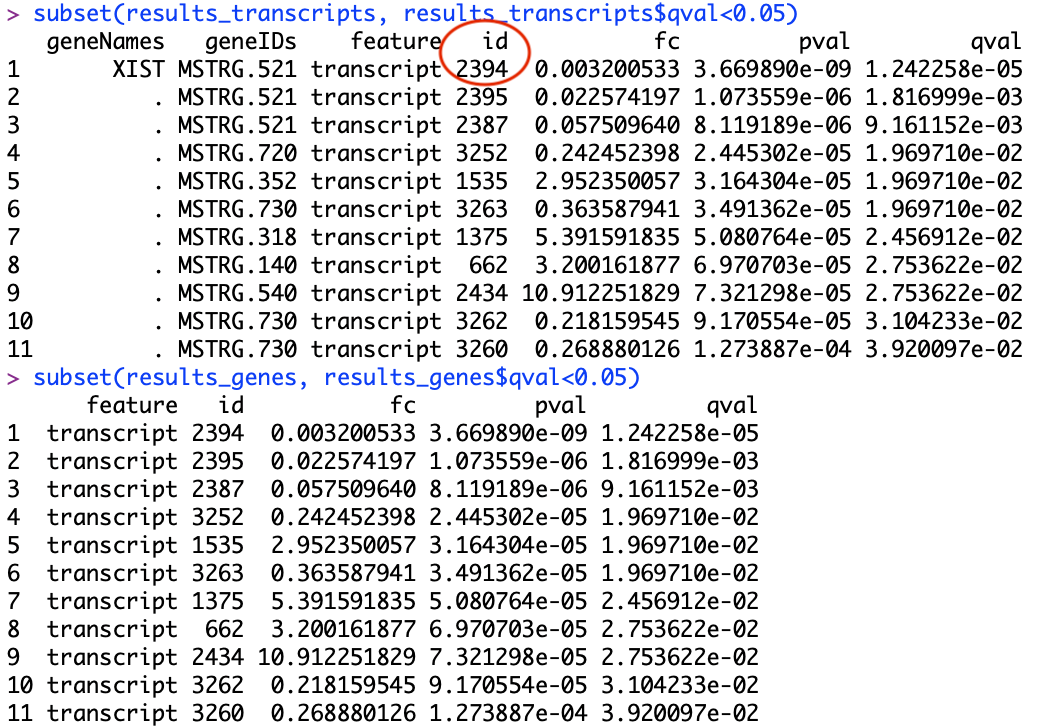 > subset(results_transcripts, results_transcripts$qval<0.05)
geneNames geneIDs feature id fc pval qval
1 XIST MSTRG.521 transcript 2394 0.003200533 3.669890e-09 1.242258e-05
2 . MSTRG.521 transcript 2395 0.022574197 1.073559e-06 1.816999e-03
3 . MSTRG.521 transcript 2387 0.057509640 8.119189e-06 9.161152e-03
4 . MSTRG.720 transcript 3252 0.242452398 2.445302e-05 1.969710e-02
5 . MSTRG.352 transcript 1535 2.952350057 3.164304e-05 1.969710e-02
6 . MSTRG.730 transcript 3263 0.363587941 3.491362e-05 1.969710e-02
7 . MSTRG.318 transcript 1375 5.391591835 5.080764e-05 2.456912e-02
8 . MSTRG.140 transcript 662 3.200161877 6.970703e-05 2.753622e-02
9 . MSTRG.540 transcript 2434 10.912251829 7.321298e-05 2.753622e-02
10 . MSTRG.730 transcript 3262 0.218159545 9.170554e-05 3.104233e-02
11 . MSTRG.730 transcript 3260 0.268880126 1.273887e-04 3.920097e-02
> subset(results_genes, results_genes$qval<0.05)
feature id fc pval qval
1 transcript 2394 0.003200533 3.669890e-09 1.242258e-05
2 transcript 2395 0.022574197 1.073559e-06 1.816999e-03
3 transcript 2387 0.057509640 8.119189e-06 9.161152e-03
4 transcript 3252 0.242452398 2.445302e-05 1.969710e-02
5 transcript 1535 2.952350057 3.164304e-05 1.969710e-02
6 transcript 3263 0.363587941 3.491362e-05 1.969710e-02
7 transcript 1375 5.391591835 5.080764e-05 2.456912e-02
8 transcript 662 3.200161877 6.970703e-05 2.753622e-02
9 transcript 2434 10.912251829 7.321298e-05 2.753622e-02
10 transcript 3262 0.218159545 9.170554e-05 3.104233e-02
11 transcript 3260 0.268880126 1.273887e-04 3.920097e-02